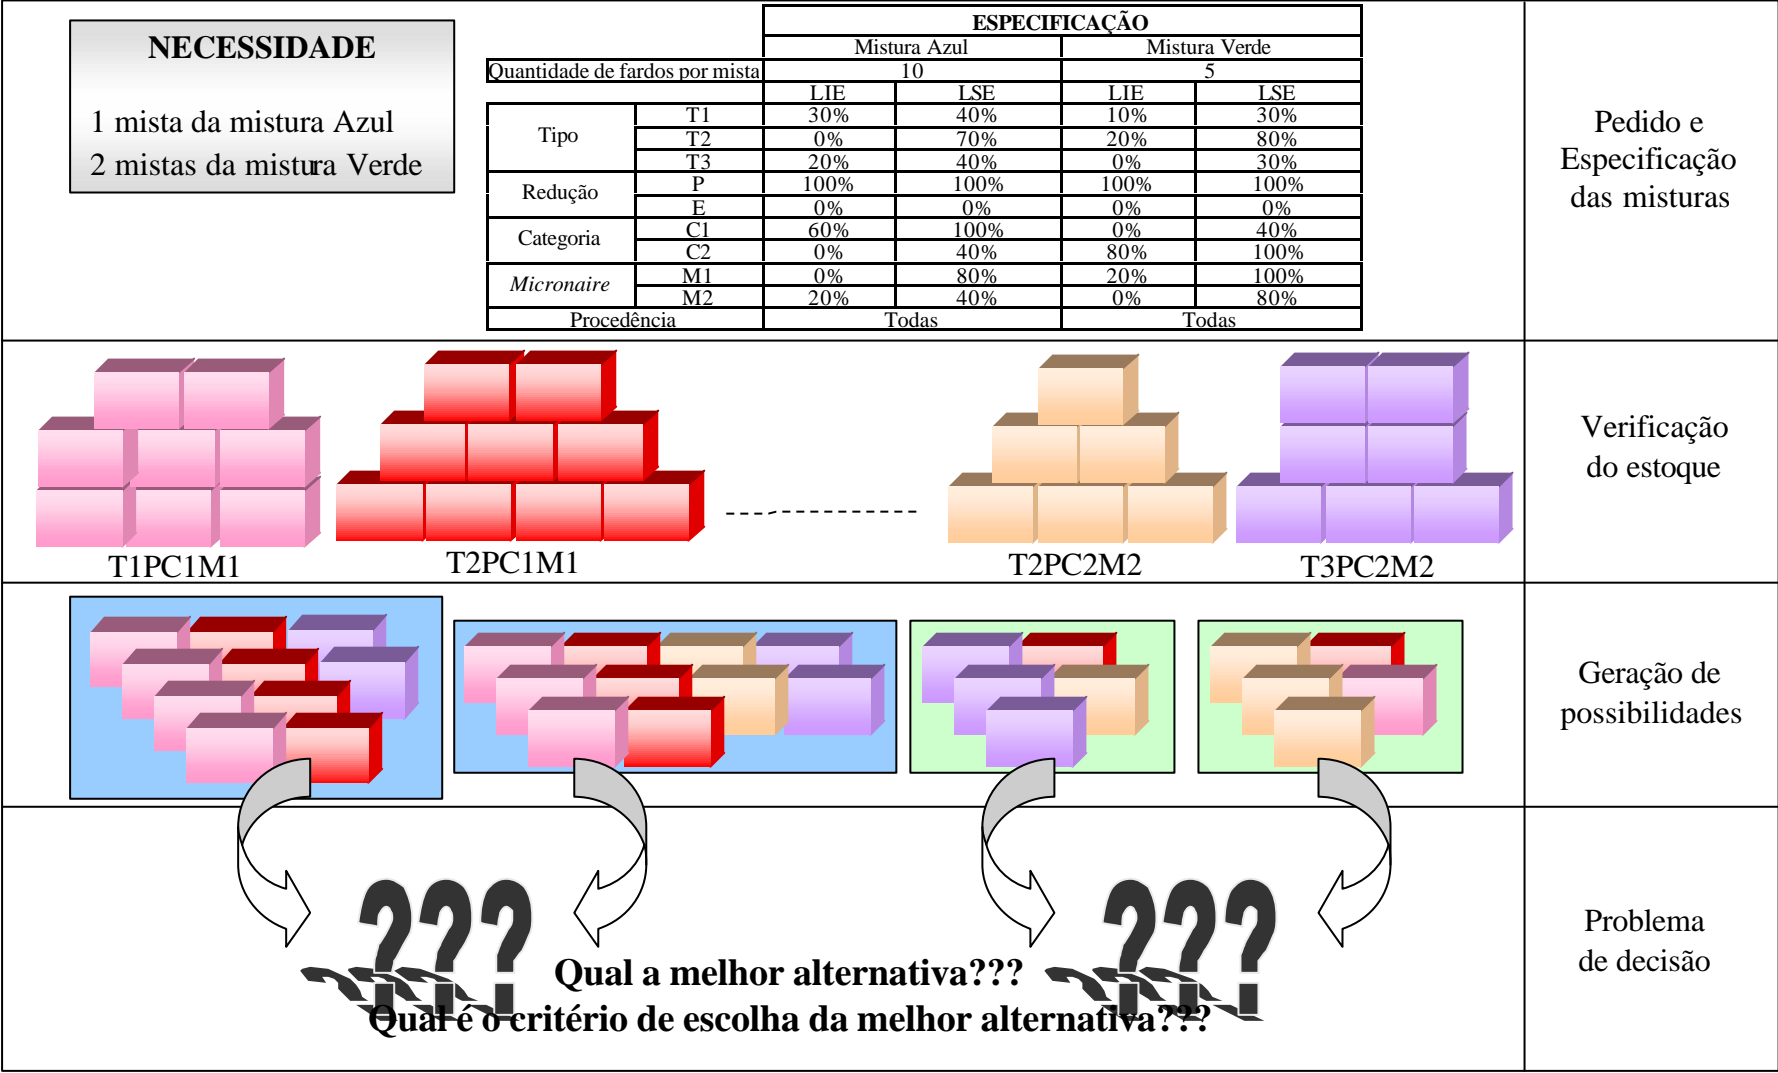 NECESSIDADE
1 mista da mistura Azul
2 mistas da mistura Verde
ESPECIFICAÇÃO
Mistura Azul Mistura Verde
Quantidade de fardos por mista 10 5
LIE LSE LIE LSE
Tipo
T1 30% 40% 10% 30%
T2 0% 70% 20% 80%
T3 20% 40% 0% 30%
Redução
P 100% 100% 100% 100%
E 0% 0% 0% 0%
Categoria
C1 60% 100% 0% 40%
C2 0% 40% 80% 100%
Micronaire
M1 0% 80% 20% 100%
M2 20% 40% 0% 80%
Procedência Todas Todas
Pedido e
Especificação
das misturas
T1PC1M1
T2PC1M1
T2PC2M2
T3PC2M2
Verificação
do estoque
Geração de
possibilidades
???
???
Qual a melhor alternativa???
Qual é o critério de escolha da melhor alternativa???
Problema
de decisão